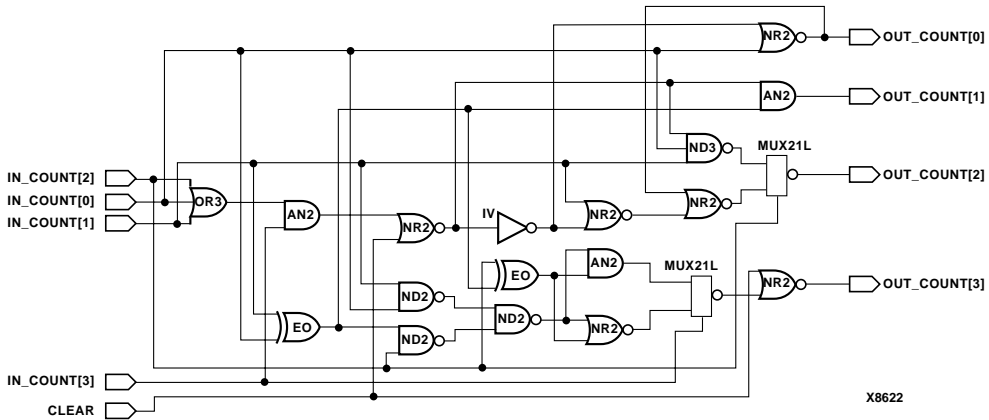 NR2
OUT_COUNT[0]
AN2
OUT_COUNT[1]
ND3
MUX21L
IN_COUNT[2]
OUT_COUNT[2]
IN_COUNT[0]
OR3
NR2
IN_COUNT[1]
AN2
IV
NR2
NR2
EO
AN2
MUX21L
NR2
OUT_COUNT[3]
ND2
ND2
EO
ND2
NR2
IN_COUNT[3]
CLEAR
X8622